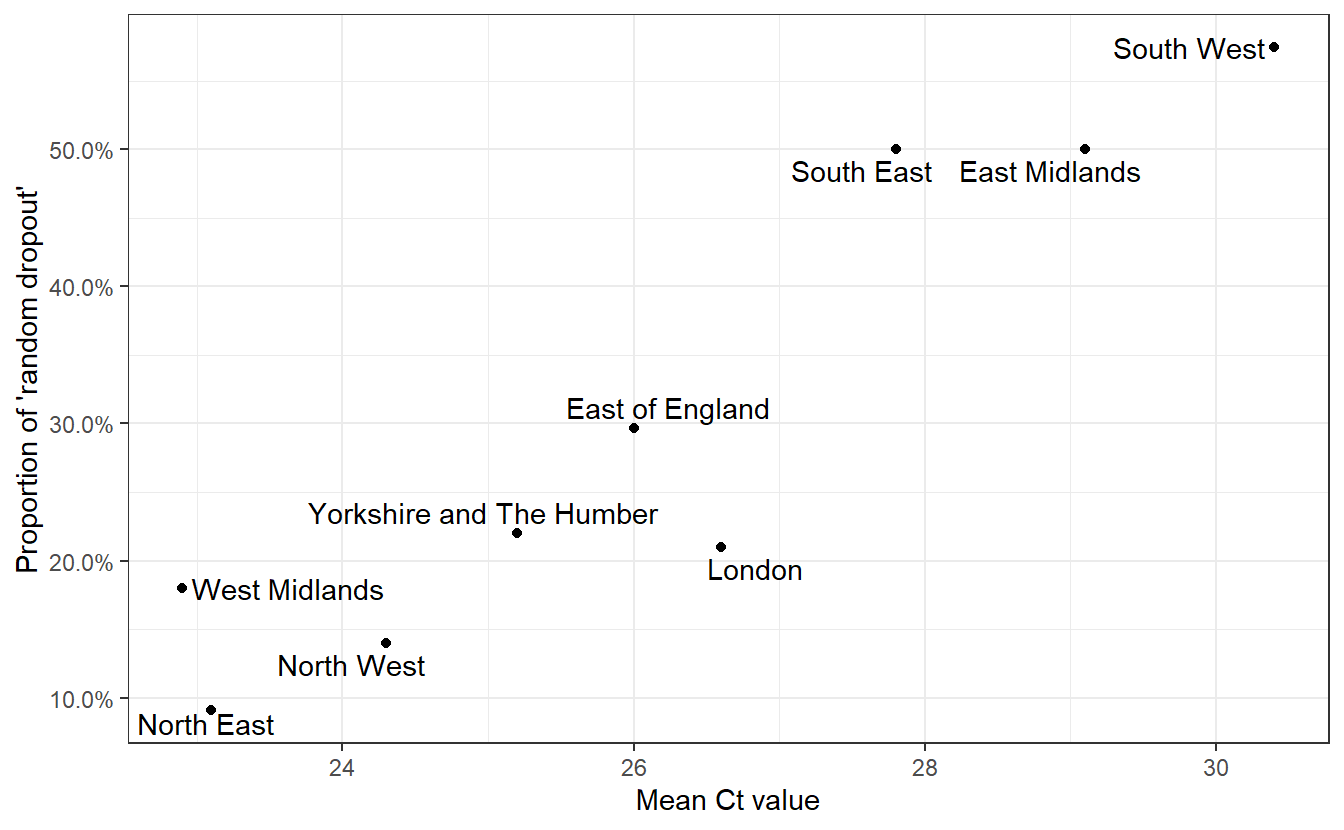 South West
50.0%
South East
East Midlands
40.0%
Proportion of 'random dropout'
East of England
30.0%
Yorkshire and The Humber
20.0%
London
West Midlands
North West
10.0%
North East
24
26
28
30
Mean Ct value